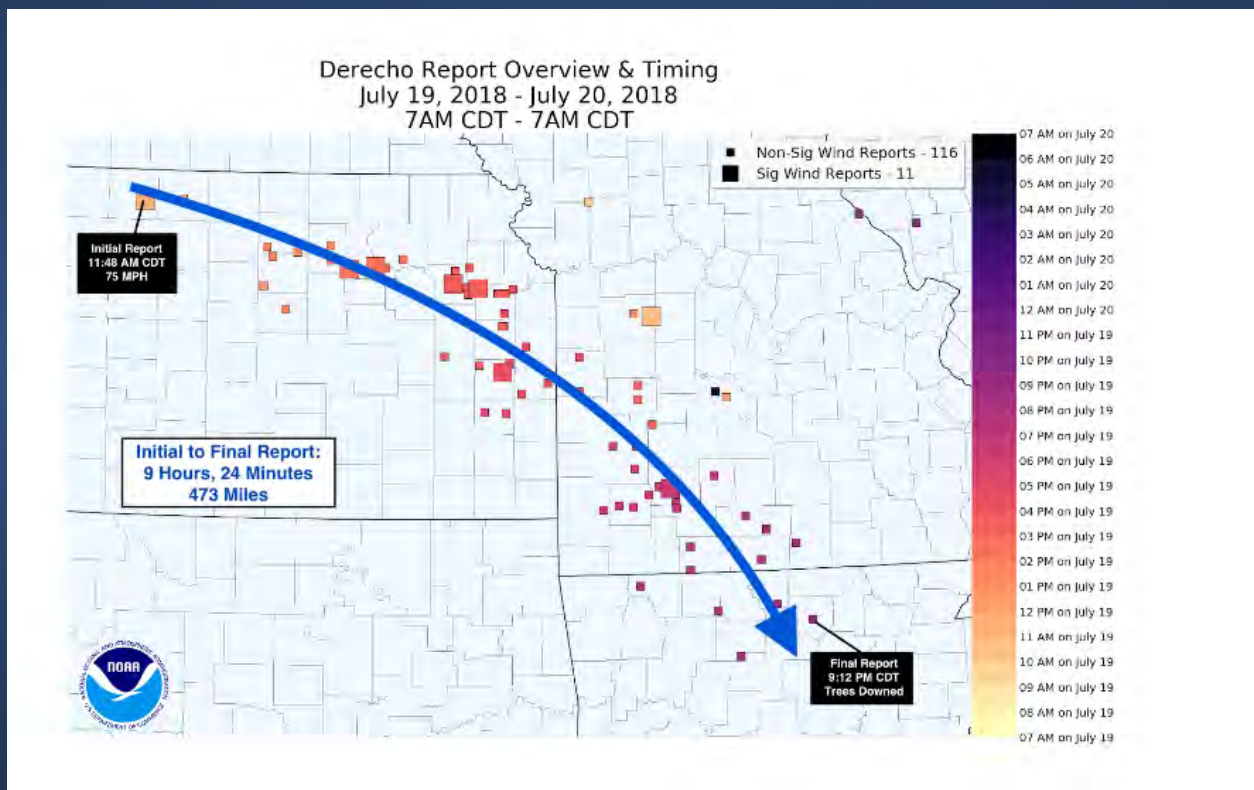 Derecho Report Overview & Timing
July 19, 2018 - July 20, 2018
7AM CDT - 7AM CDT
Non-Sig Wind Reports - 116
Sig Wind Reports - 11
07 AM on July 20
06 AM on July 20
05 AM on July 20
04 AM on July 20
03 AM on July 20
02 AM on July 20
01 AM on July 20
12 AM on July 20
11 PM on July 19
10 PM on July 19
09 PM on July 19
08 PM on July 19
07 PM on July 19
06 PM on July 19
05 PM on July 19
04 PM on July 19
03 PM on July 19
02 PM on July 19
01 PM on July 19
12 PM on July 19
11 AM on July 19
10 AM on July 19
09 AM on July 19
08 AM on July 19
07 AM on July 19
Initial Report
11:48 AM CDT
75 MPH
Initial to Final Report:
9 Hours, 24 Minutes
473 Miles
Final Report
9:12 PM CDT
Trees Downed
NATIONAL OCEANIC AND ATMOSPHERIC ADMINISTRATION
NOAA
U.S. DEPARTMENT OF COMMERCE